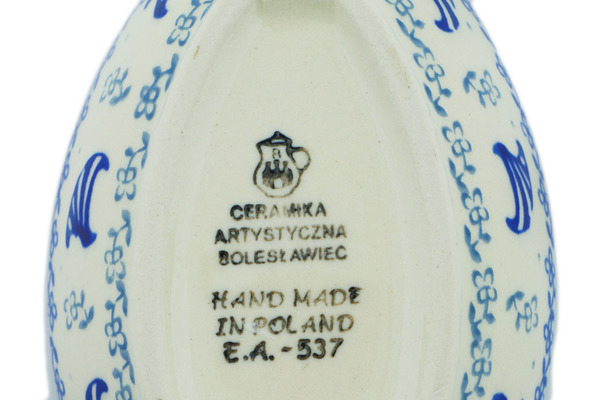 CERAMIKA
ARTYSTYCZNA
BOLESŁAWIEC
HAND MADE
IN POLAND
E.A.-537